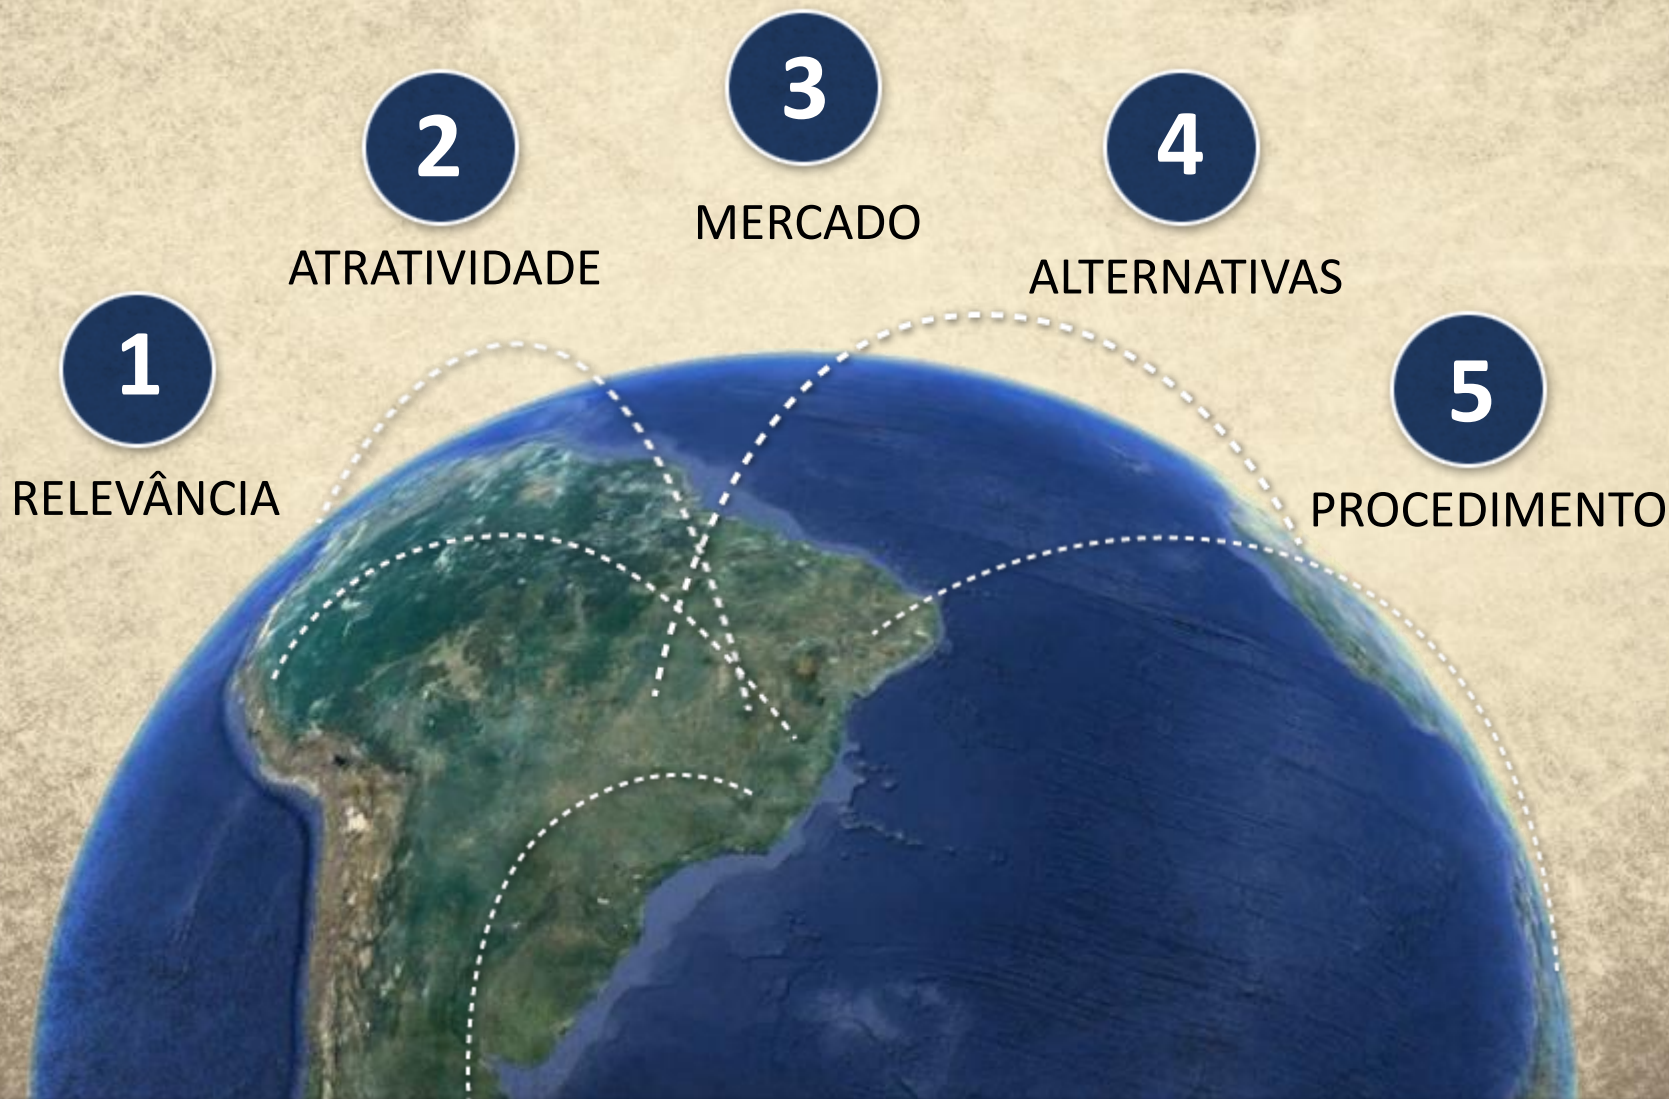 1
RELEVÂNCIA
2
ATRATIVIDADE
3
MERCADO
4
ALTERNATIVAS
5
PROCEDIMENTO